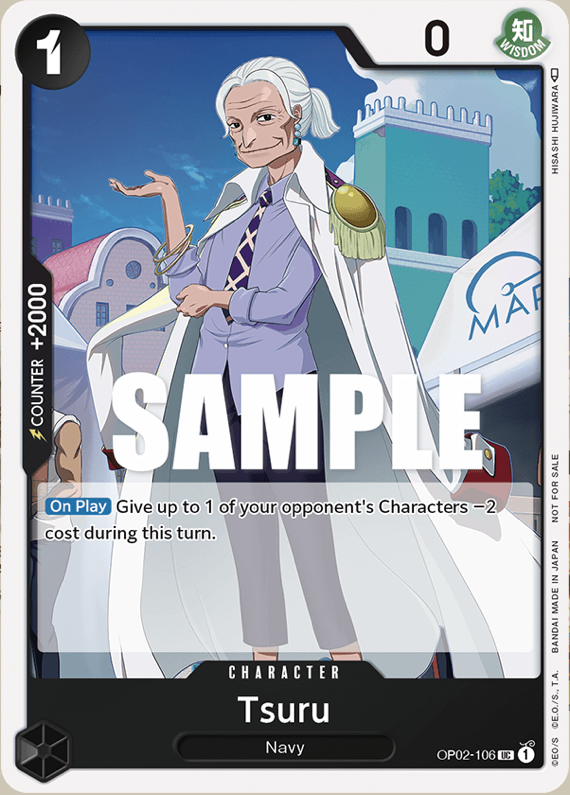 1
0
知
WISDOM
HISASHI HUJIWARA
COUNTER +2000
MAR
SAMPLE
On Play Give up to 1 of your opponent's Characters −2
cost during this turn.
CHARACTER
Tsuru
Navy
OP02-106 UC 1
©E.O/S ©E.O./S., T.A. BANDAI MADE IN JAPAN NOT FOR SALE